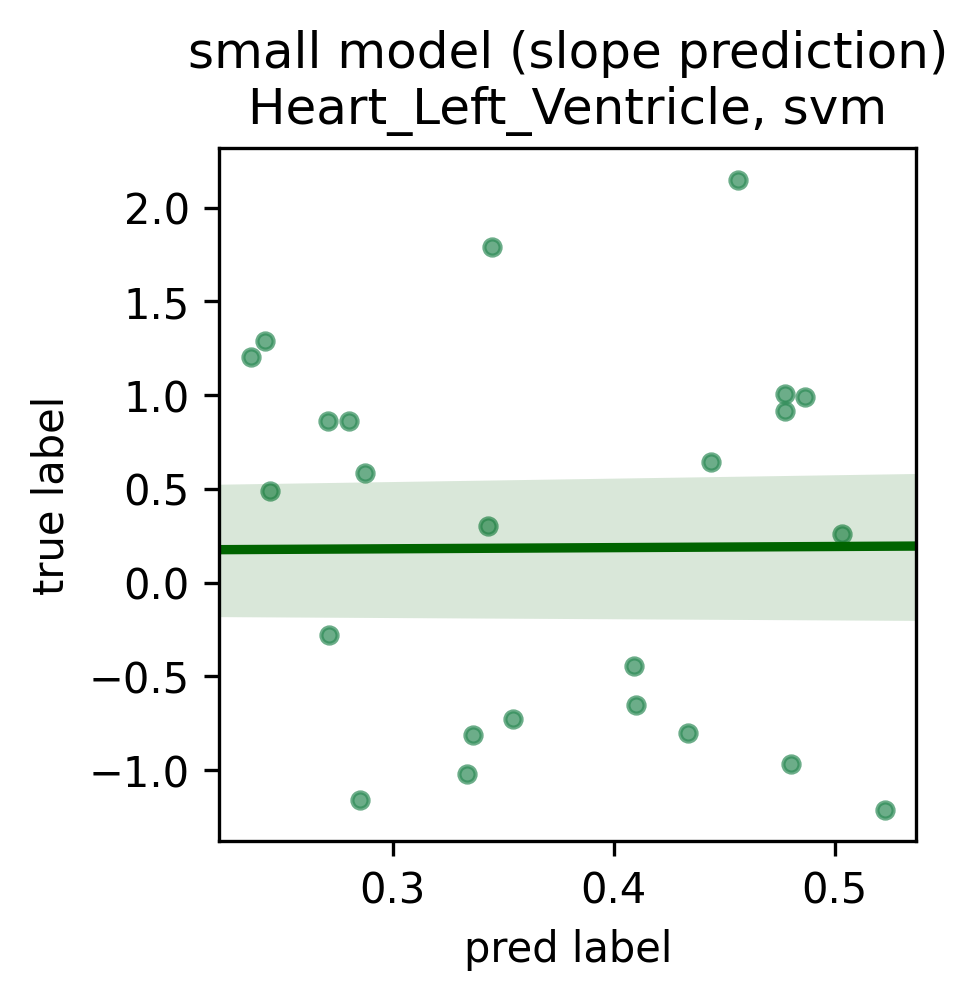 small model (slope prediction)
Heart_Left_Ventricle, svm
2.0
1.5
1.0
0.5
0.0
−0.5
−1.0
true label
0.3 0.4 0.5
pred label